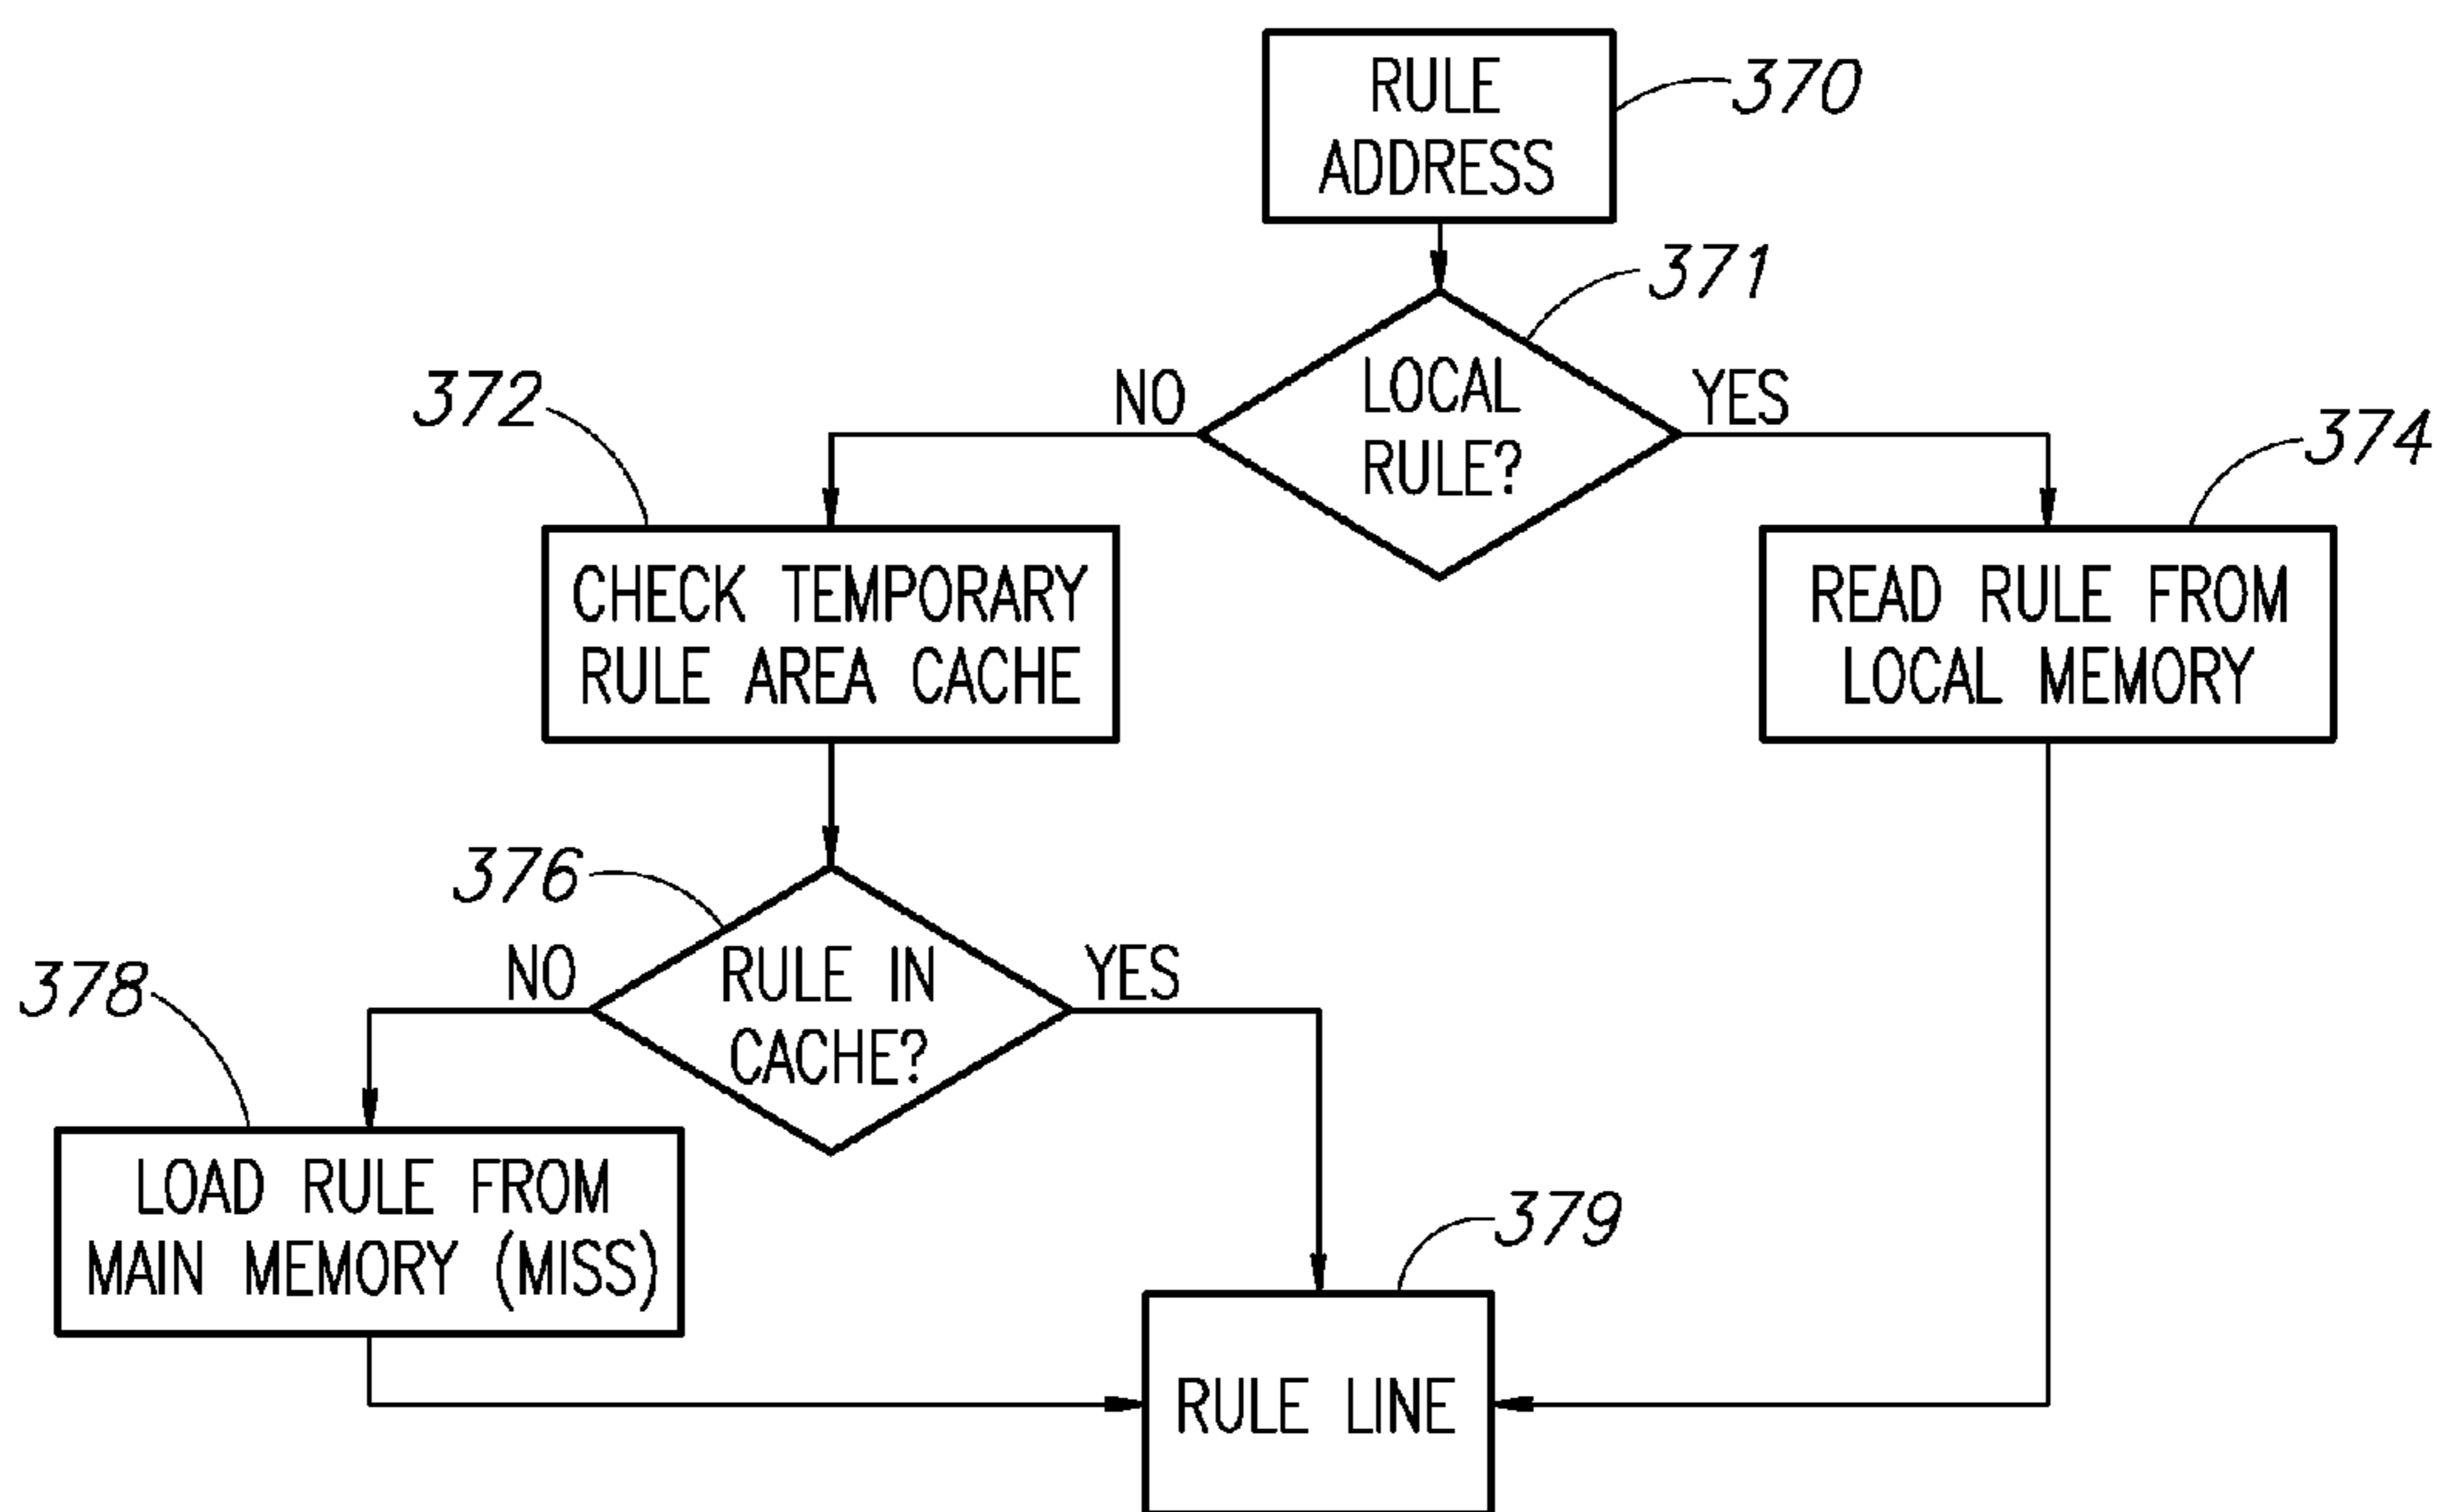 RULE
ADDRESS
370
371
LOCAL
RULE?
NO
YES
372
374
CHECK TEMPORARY
RULE AREA CACHE
READ RULE FROM
LOCAL MEMORY
376
RULE IN
CACHE?
NO
YES
378
LOAD RULE FROM
MAIN MEMORY (MISS)
379
RULE LINE